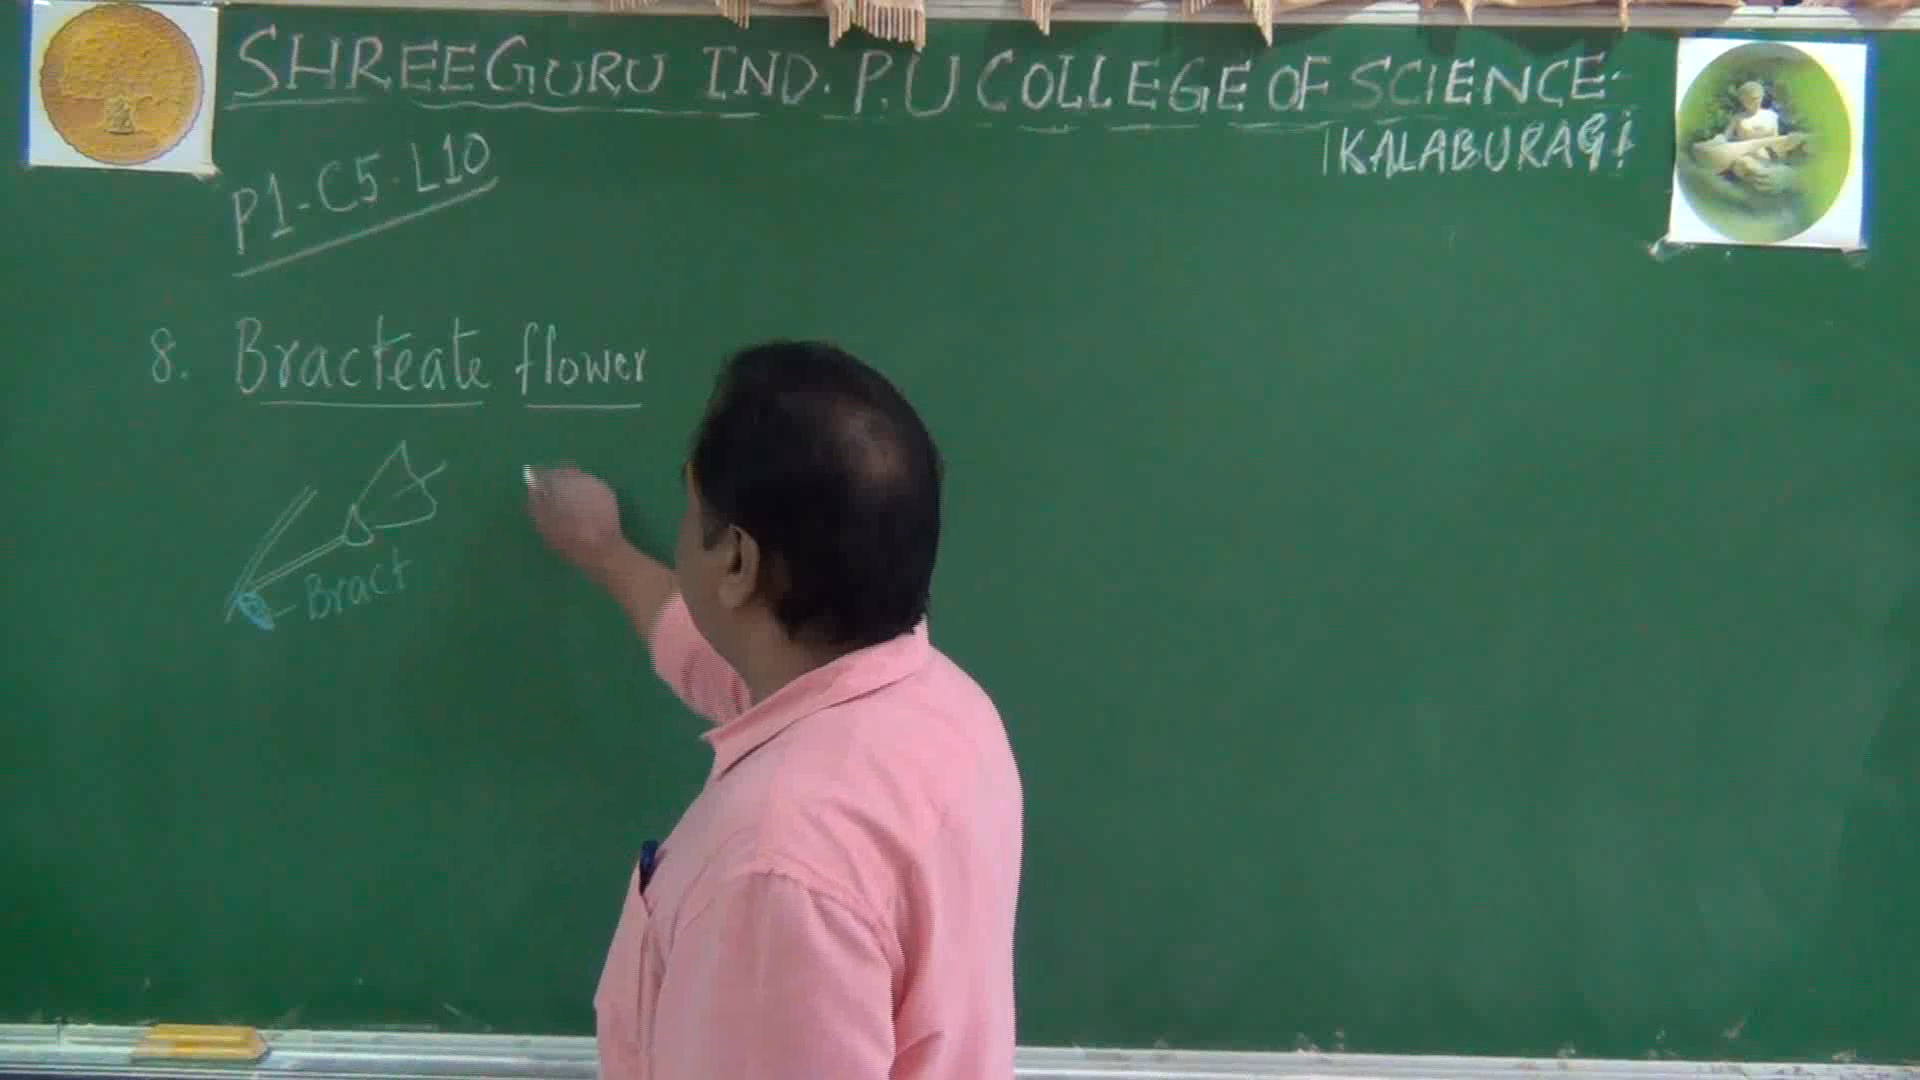 SHREEGURU IND. P.U COLLEGE OF SCIENCE-
KALABURAGI
P1-C5-L10
8. Bracteate flower
Bract